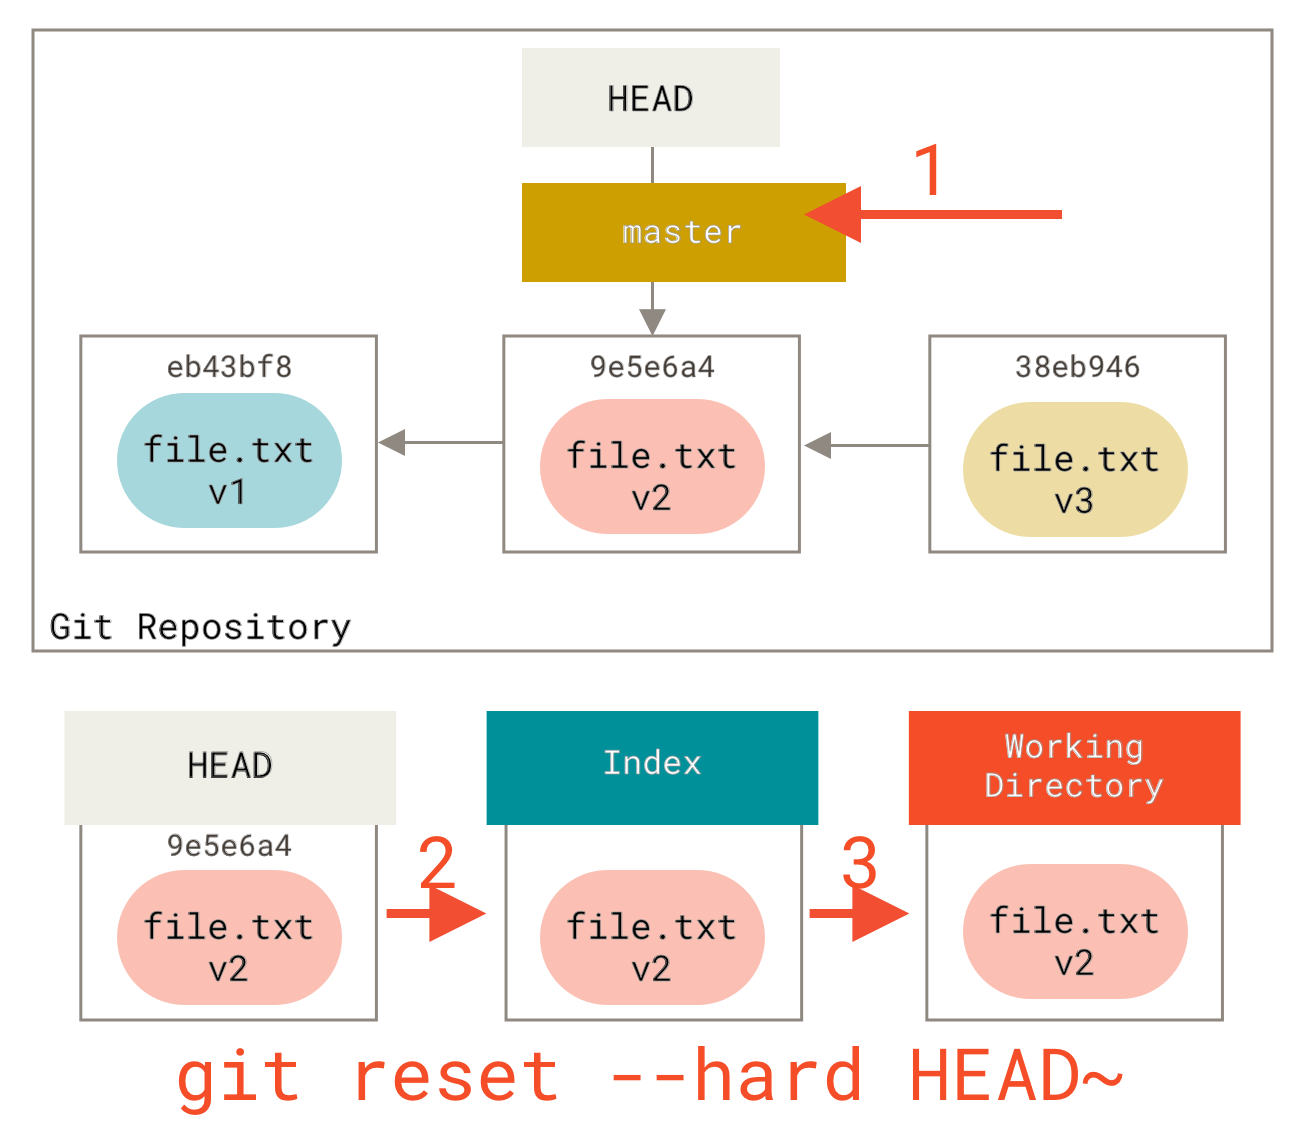 HEAD
1
master
eb43bf8
file.txt
v1
9e5e6a4
file.txt
v2
38eb946
file.txt
v3
Git Repository
HEAD
9e5e6a4
file.txt
v2
2
Index
file.txt
v2
3
Working
Directory
file.txt
v2
git reset --hard HEAD~